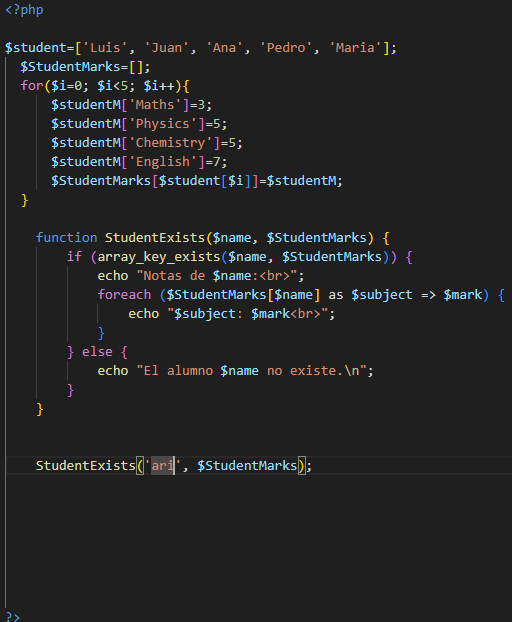 <?php
$student=['Luis', 'Juan', 'Ana', 'Pedro', 'Maria'];
$StudentMarks=[];
for($i=0; $i<5; $i++){
$studentM['Maths']=3;
$studentM['Physics']=5;
$studentM['Chemistry']=5;
$studentM['English']=7;
$StudentMarks[$student[$i]]=$studentM;
}
function StudentExists($name, $StudentMarks) {
if (array_key_exists($name, $StudentMarks)) {
echo "Notas de $name:<br>";
foreach ($StudentMarks[$name] as $subject => $mark) {
echo "$subject: $mark<br>";
}
} else {
echo "El alumno $name no existe.\n";
}
}
StudentExists('ari', $StudentMarks);
?>